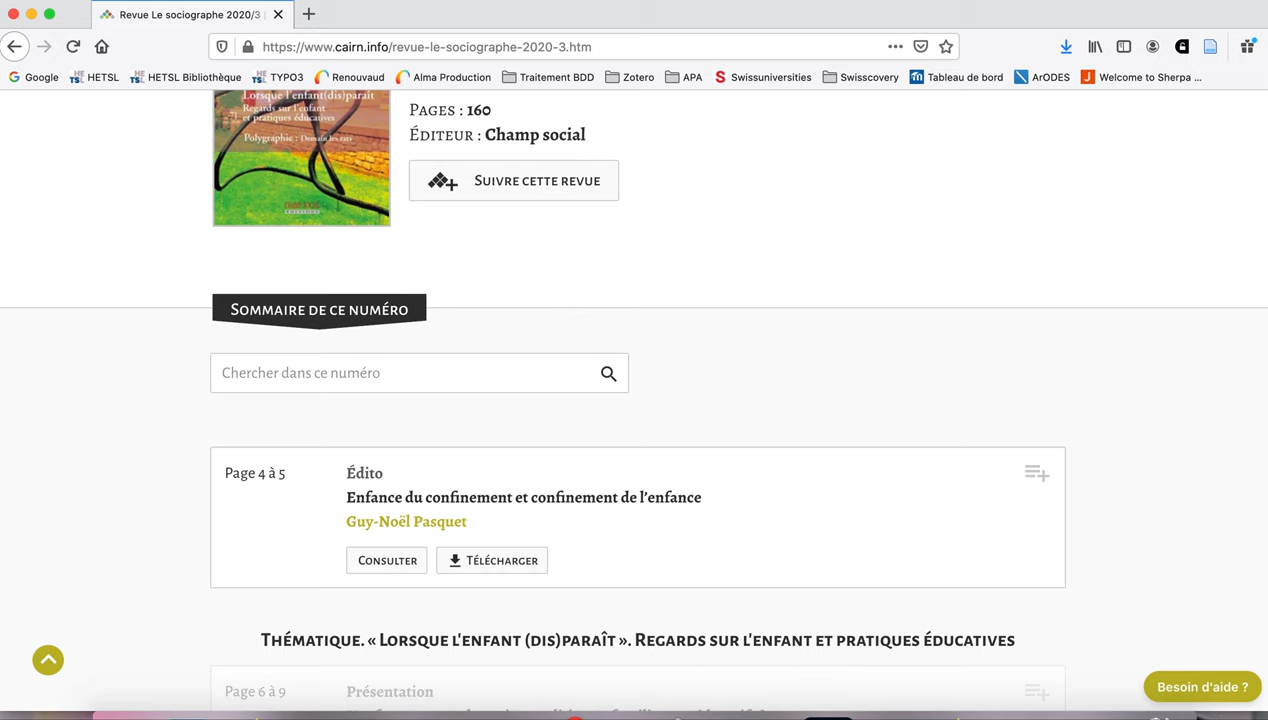 Revue Le sociographe 2020/3
https://www.cairn.info/revue-le-sociographe-2020-3.htm
Google HETSL HETSL Bibliothèque TYPO3 Renouvaud Alma Production Traitement BDD Zotero APA Swissuniversities Swisscovery Tableau de bord ArODES Welcome to Sherpa ...
Lorsque l'enfant(dis)paraît
Regards sur l'enfant
et pratiques éducatives
Polygraphie : Demain les rats
Pages : 160
Éditeur : Champ social
Suivre cette revue
Sommaire de ce numéro
Chercher dans ce numéro
Page 4 à 5
Édito
Enfance du confinement et confinement de l'enfance
Guy-Noël Pasquet
Consulter Télécharger
Thématique. « Lorsque l'enfant (dis)paraît ». Regards sur l'enfant et pratiques éducatives
Page 6 à 9
Présentation
Besoin d'aide ?